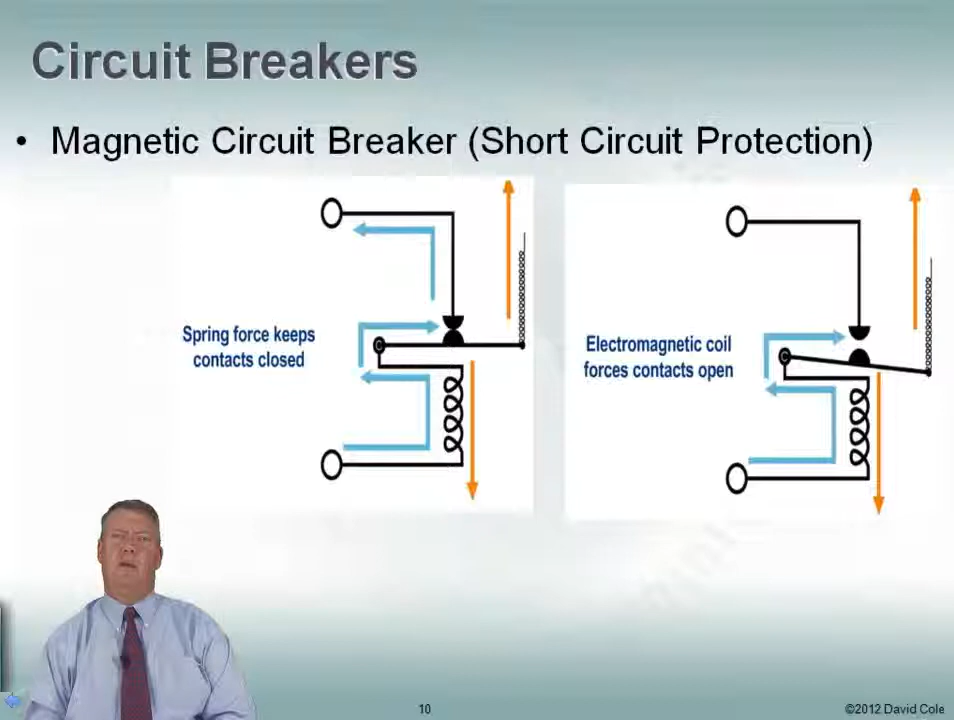 Circuit Breakers
• Magnetic Circuit Breaker (Short Circuit Protection)
Spring force keeps
contacts closed
Electromagnetic coil
forces contacts open
10
©2012 David Cole